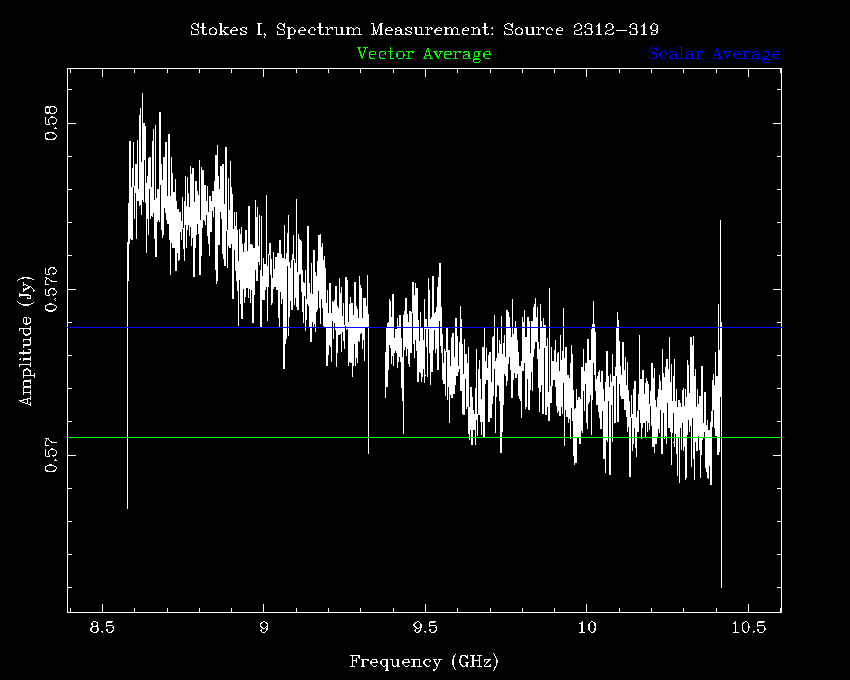 Stokes I, Spectrum Measurement: Source 2312−319
Vector Average Scalar Average
0.58
0.575
0.57
Amplitude (Jy)
8.5 9 9.5 10 10.5
Frequency (GHz)